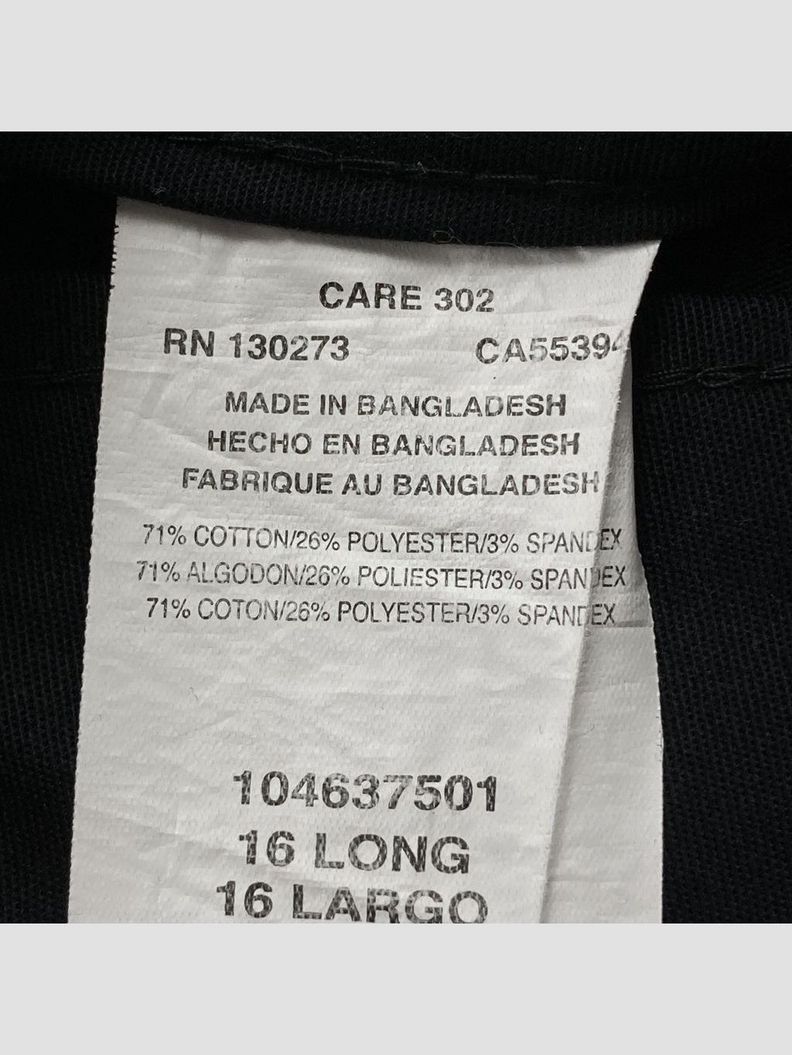 CARE 302
RN 130273 CA55394
MADE IN BANGLADESH
HECHO EN BANGLADESH
FABRIQUE AU BANGLADESH
71% COTTON/26% POLYESTER/3% SPANDEX
71% ALGODON/26% POLIESTER/3% SPANDEX
71% COTON/26% POLYESTER/3% SPANDEX
104637501
16 LONG
16 LARGO